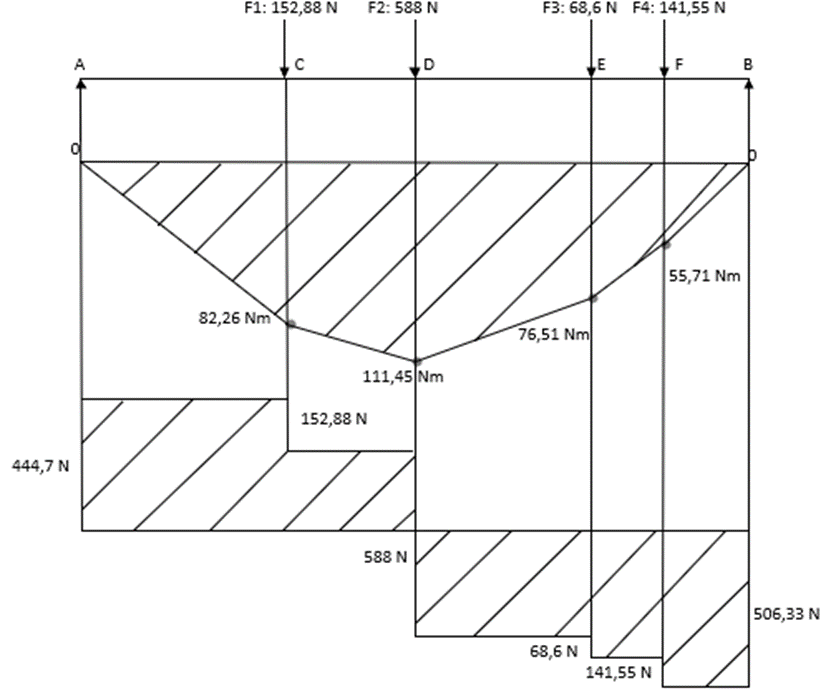 F1: 152,88 N F2: 588 N F3: 68,6 N F4: 141,55 N
A C D E F B
0 0
55,71 Nm
82,26 Nm
76,51 Nm
111,45 Nm
152,88 N
444,7 N
588 N
506,33 N
68,6 N
141,55 N